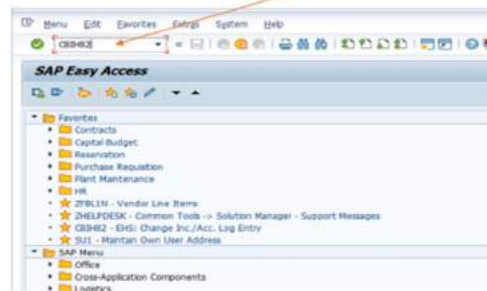 Menu Edit Favorites Extras System Help
CBIH82
SAP Easy Access
Favorites
Contracts
Capital Budget
Reservation
Purchase Requisition
Plant Maintenance
HR
ZFBL1N - Vendor Line Items
ZHELPDESK - Common Tools -> Solution Manager - Support Messages
CBIH82 - EHS: Change Inc./Acc. Log Entry
SU1 - Maintain Own User Address
SAP Menu
Office
Cross-Application Components
Logistics